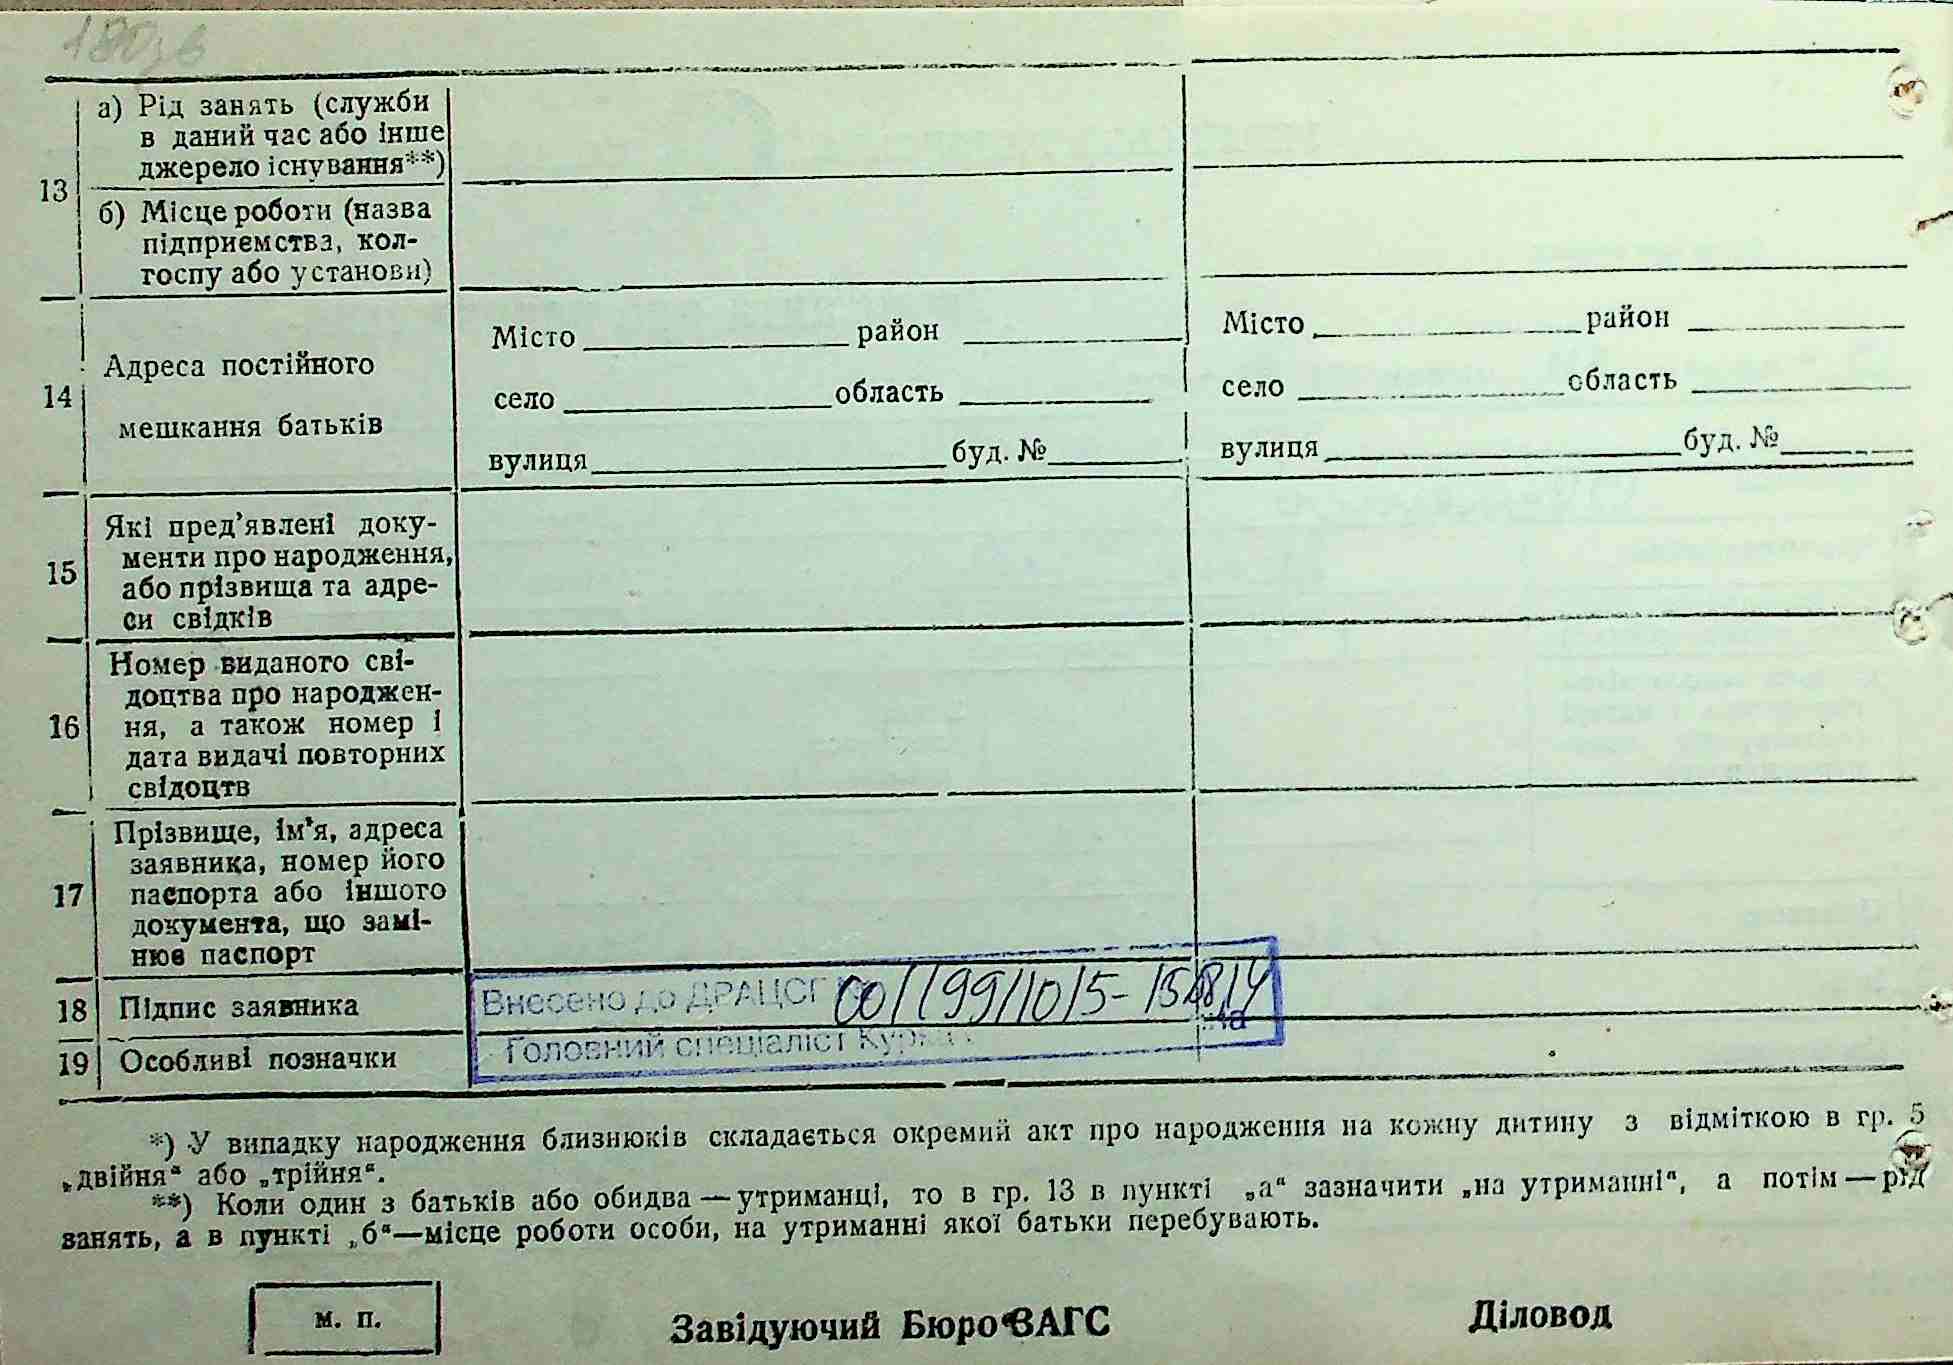 180зв
13
а) Рід занять (служби
в даний час або інше
джерело існування**)
б) Місце роботи (назва
підприємства, кол-
госпу або установи)
14
Адреса постійного
мешкання батьків
Місто район
село область
вулиця буд. №
Місто район
село область
вулиця буд. №
15
Які пред’явлені доку-
менти про народження,
або прізвища та адре-
си свідків
16
Номер виданого сві-
доцтва про народжен-
ня, а також номер і
дата видачі повторних
свідоцтв
17
Прізвище, ім’я, адреса
заявника, номер його
паспорта або іншого
документа, що замі-
нює паспорт
18 Підпис заявника
Внесено до ДРАЦСГ
19 Особливі позначки
Головний спеціаліст
*) У випадку народження близнюків складається окремий акт про народження на кожну дитину з відміткою в гр. 5
„двійня“ або „трійня“.
**) Коли один з батьків або обидва — утриманці, то в гр. 13 в пункті „а“ зазначити „на утриманні“, а потім — рід
занять, а в пункті „б“—місце роботи особи, на утриманні якої батьки перебувають.
м. п.
Завідуючий Бюро ЗАГС
Діловод